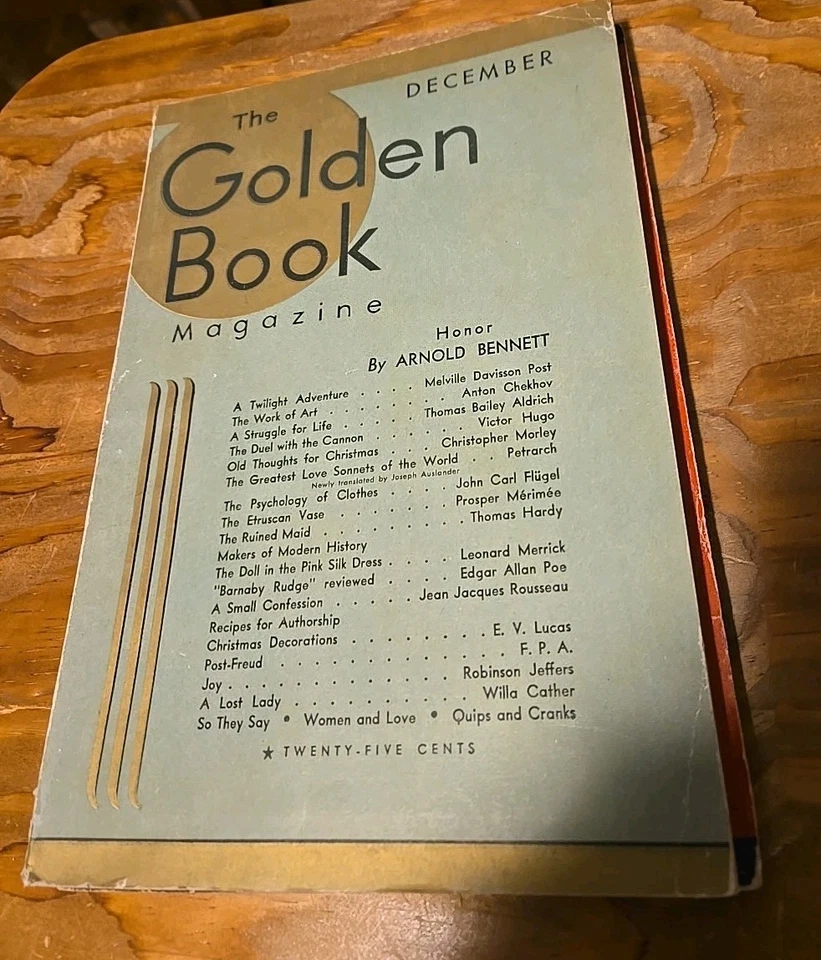 DECEMBER
The
Golden
Book
Magazine
Honor
By ARNOLD BENNETT
A Twilight Adventure . . . . Melville Davisson Post
The Work of Art . . . . . . . . Anton Chekhov
A Struggle for Life . . . . . Thomas Bailey Aldrich
The Duel with the Cannon . . . . . . Victor Hugo
Old Thoughts for Christmas . . . Christopher Morley
The Greatest Love Sonnets of the World . . Petrarch
Newly translated by Joseph Auslander
The Psychology of Clothes . . . . John Carl Flügel
The Etruscan Vase . . . . . . . Prosper Mérimée
The Ruined Maid . . . . . . . . . Thomas Hardy
Makers of Modern History
The Doll in the Pink Silk Dress . . . . Leonard Merrick
"Barnaby Rudge" reviewed . . . . Edgar Allan Poe
A Small Confession . . . . . Jean Jacques Rousseau
Recipes for Authorship
Christmas Decorations . . . . . . . . E. V. Lucas
Post-Freud . . . . . . . . . . . . . F. P. A.
Joy . . . . . . . . . . . . . Robinson Jeffers
A Lost Lady . . . . . . . . . . Willa Cather
So They Say • Women and Love • Quips and Cranks
★ TWENTY-FIVE CENTS